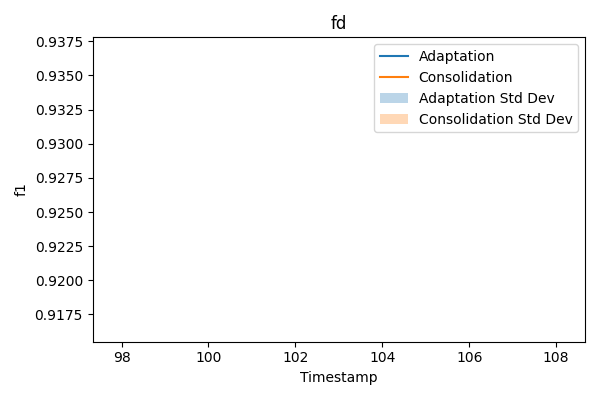 fd
0.9375
0.9350
0.9325
0.9300
0.9275
0.9250
0.9225
0.9200
0.9175
f1
Adaptation
Consolidation
Adaptation Std Dev
Consolidation Std Dev
98 100 102 104 106 108
Timestamp